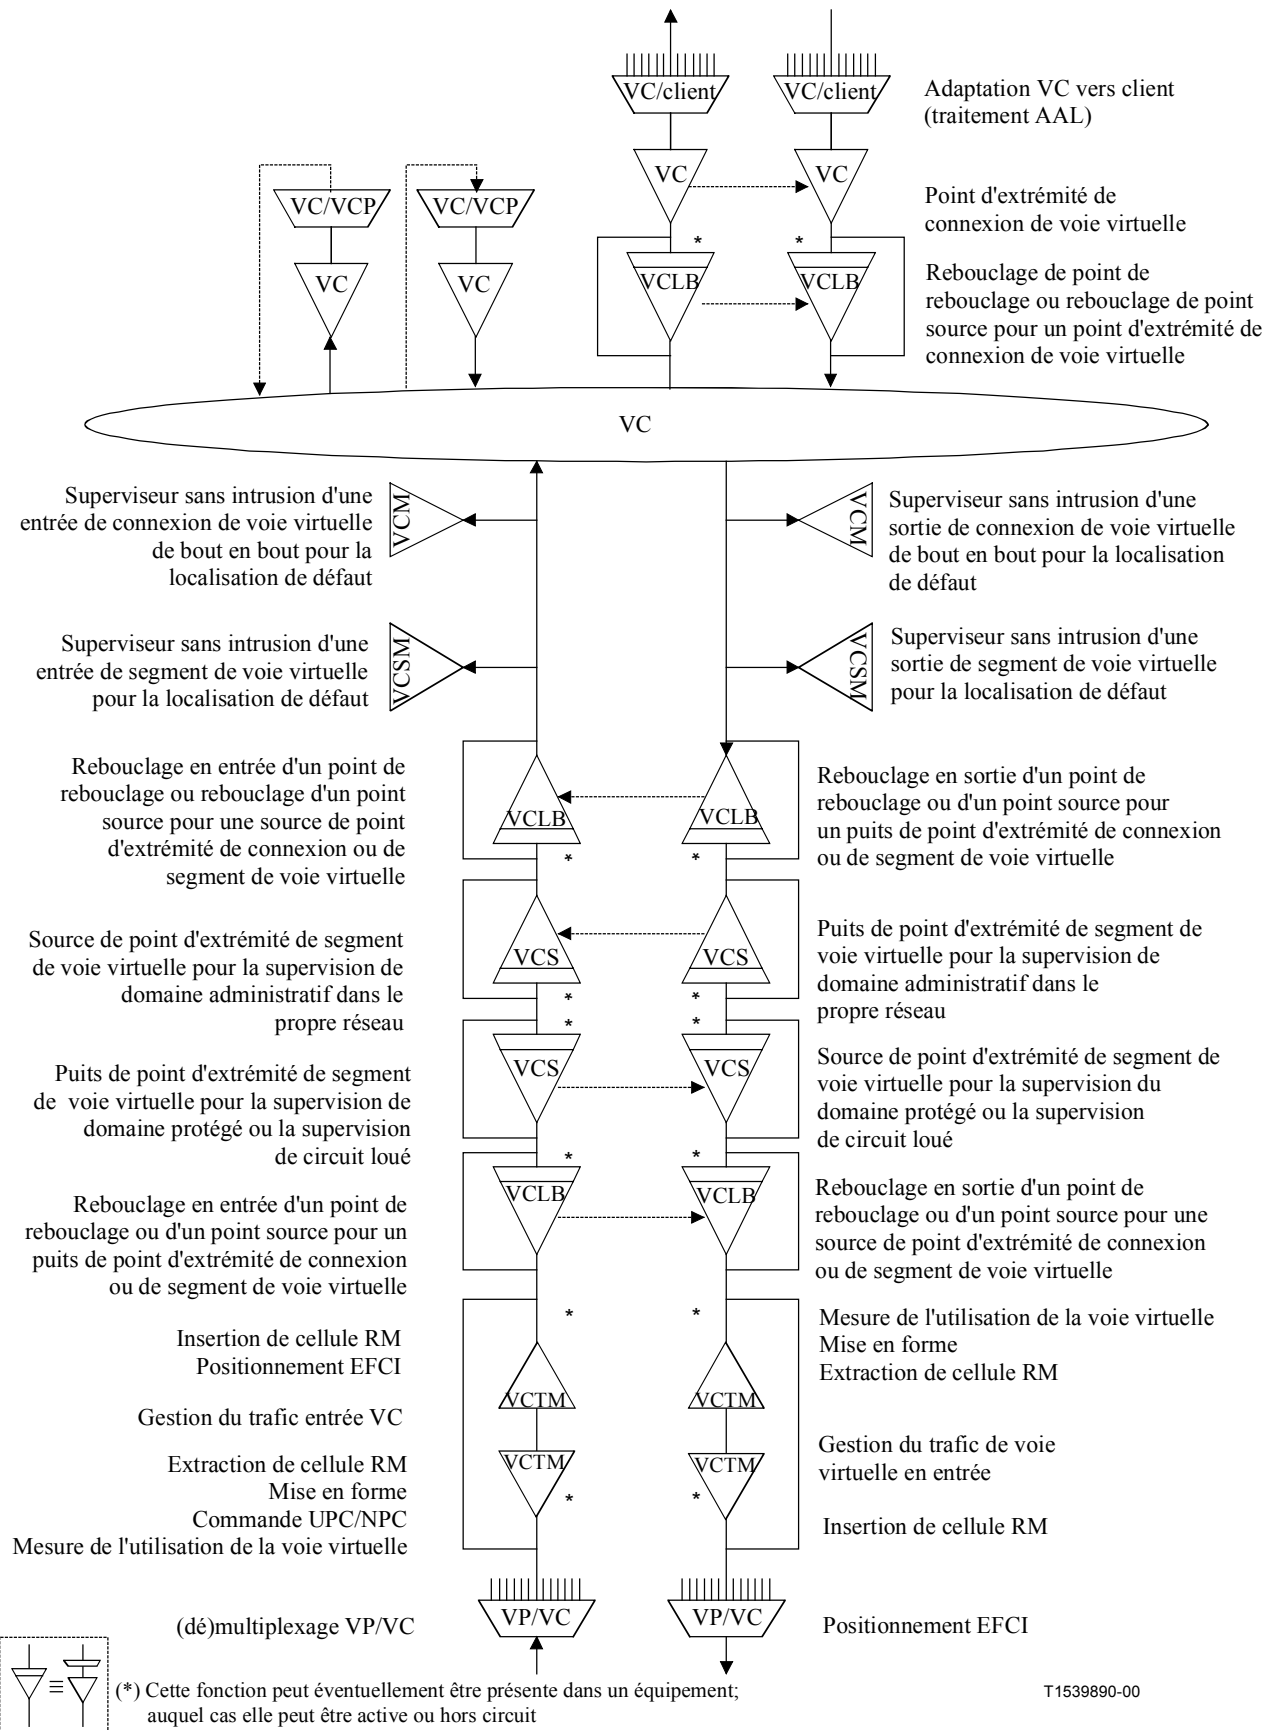 VC/client
VC/client
Adaptation VC vers client
(traitement AAL)
VC
VC
VC/VCP
VC/VCP
Point d'extrémité de
connexion de voie virtuelle
*
*
VC
VC
VCLB
VCLB
Rebouclage de point de
rebouclage ou rebouclage de point
source pour un point d'extrémité de
connexion de voie virtuelle
VC
Superviseur sans intrusion d'une
entrée de connexion de voie virtuelle
de bout en bout pour la
localisation de défaut
VCM
VCM
Superviseur sans intrusion d'une
sortie de connexion de voie virtuelle
de bout en bout pour la localisation
de défaut
Superviseur sans intrusion d'une
entrée de segment de voie virtuelle
pour la localisation de défaut
VCSM
VCSM
Superviseur sans intrusion d'une
sortie de segment de voie virtuelle
pour la localisation de défaut
Rebouclage en entrée d'un point de
rebouclage ou rebouclage d'un point
source pour une source de point
d'extrémité de connexion ou de
segment de voie virtuelle
VCLB
VCLB
*
*
Rebouclage en sortie d'un point de
rebouclage ou d'un point source pour
un puits de point d'extrémité de connexion
ou de segment de voie virtuelle
Source de point d'extrémité de segment
de voie virtuelle pour la supervision de
domaine administratif dans le
propre réseau
VCS
VCS
*
*
Puits de point d'extrémité de segment de
voie virtuelle pour la supervision de
domaine administratif dans le
propre réseau
*
*
Puits de point d'extrémité de segment
de voie virtuelle pour la supervision de
domaine protégé ou la supervision
de circuit loué
VCS
VCS
Source de point d'extrémité de segment de
voie virtuelle pour la supervision du
domaine protégé ou la supervision
de circuit loué
*
*
Rebouclage en entrée d'un point de
rebouclage ou d'un point source pour un
puits de point d'extrémité de connexion
ou de segment de voie virtuelle
VCLB
VCLB
Rebouclage en sortie d'un point de
rebouclage ou d'un point source pour une
source de point d'extrémité de connexion
ou de segment de voie virtuelle
*
*
Insertion de cellule RM
Positionnement EFCI
Mesure de l'utilisation de la voie virtuelle
Mise en forme
Extraction de cellule RM
VCTM
VCTM
Gestion du trafic entrée VC
Gestion du trafic de voie
virtuelle en entrée
VCTM
VCTM
*
*
Extraction de cellule RM
Mise en forme
Commande UPC/NPC
Mesure de l'utilisation de la voie virtuelle
Insertion de cellule RM
(dé)multiplexage VP/VC
VP/VC
VP/VC
Positionnement EFCI
≡
(*) Cette fonction peut éventuellement être présente dans un équipement;
auquel cas elle peut être active ou hors circuit
T1539890-00